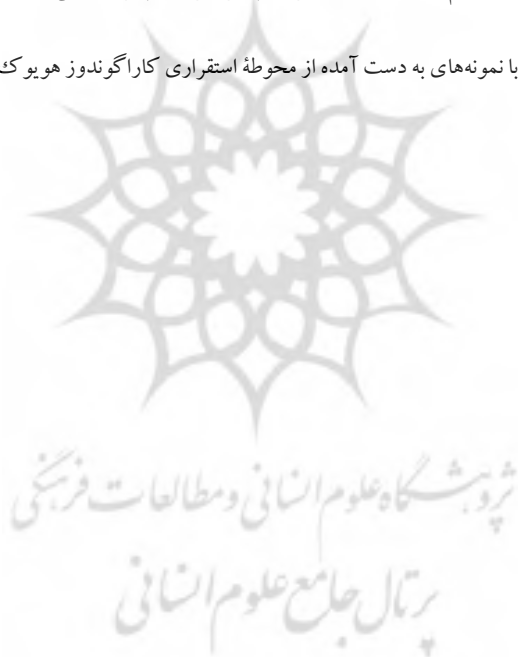 با نمونه‌های به دست آمده از محوطهٔ استقراری کاراگوندوز هویوک
پژوهشگاه علوم انسانی و مطالعات فرهنگی
پرتال جامع علوم انسانی